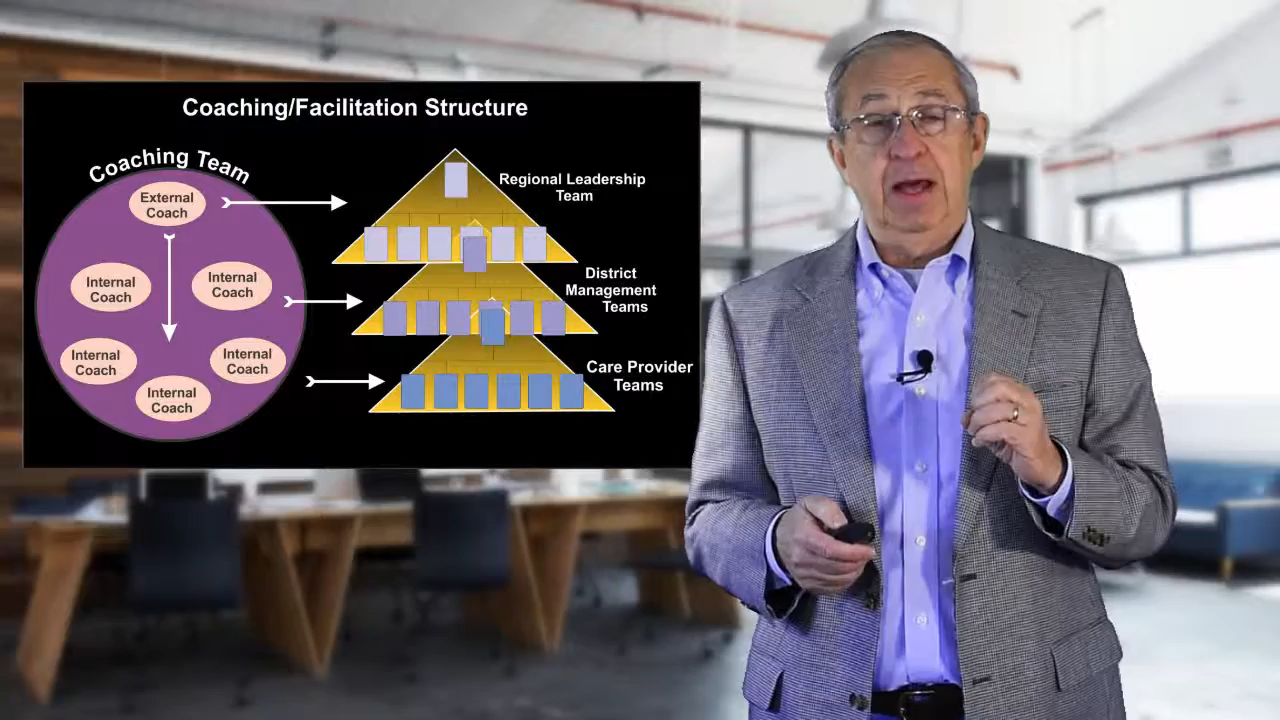 Coaching/Facilitation Structure
Coaching Team
External
Coach
Internal
Coach
Internal
Coach
Internal
Coach
Internal
Coach
Internal
Coach
Regional Leadership
Team
District
Management
Teams
Care Provider
Teams